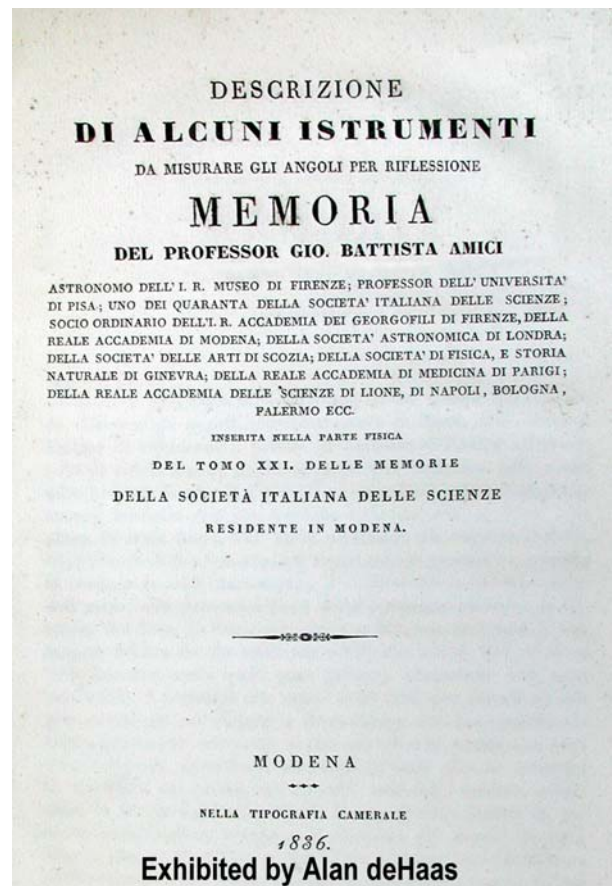 DESCRIZIONE
DI ALCUNI ISTRUMENTI
DA MISURARE GLI ANGOLI PER RIFLESSIONE
MEMORIA
DEL PROFESSOR GIO. BATTISTA AMICI
ASTRONOMO DELL' I. R. MUSEO DI FIRENZE; PROFESSOR DELL' UNIVERSITA'
DI PISA; UNO DEI QUARANTA DELLA SOCIETA' ITALIANA DELLE SCIENZE;
SOCIO ORDINARIO DELL'I. R. ACCADEMIA DEI GEORGOFILI DI FIRENZE, DELLA
REALE ACCADEMIA DI MODENA; DELLA SOCIETA' ASTRONOMICA DI LONDRA;
DELLA SOCIETA' DELLE ARTI DI SCOZIA; DELLA SOCIETA' DI FISICA, E STORIA
NATURALE DI GINEVRA; DELLA REALE ACCADEMIA DI MEDICINA DI PARIGI;
DELLA REALE ACCADEMIA DELLE SCIENZE DI LIONE, DI NAPOLI, BOLOGNA,
PALERMO ECC.
INSERITA NELLA PARTE FISICA
DEL TOMO XXI. DELLE MEMORIE
DELLA SOCIETÀ ITALIANA DELLE SCIENZE
RESIDENTE IN MODENA.
MODENA
NELLA TIPOGRAFIA CAMERALE
1836.
Exhibited by Alan deHaas